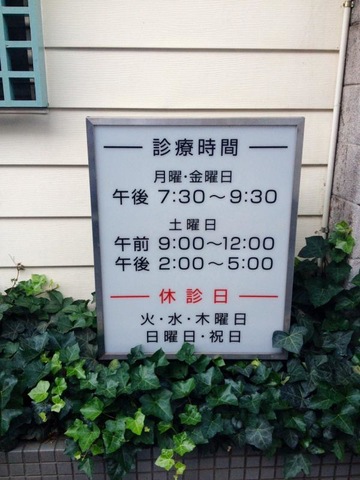 診療時間
月曜・金曜日
午後 7:30〜9:30
土曜日
午前 9:00〜12:00
午後 2:00〜5:00
休診日
火・水・木曜日
日曜日・祝日